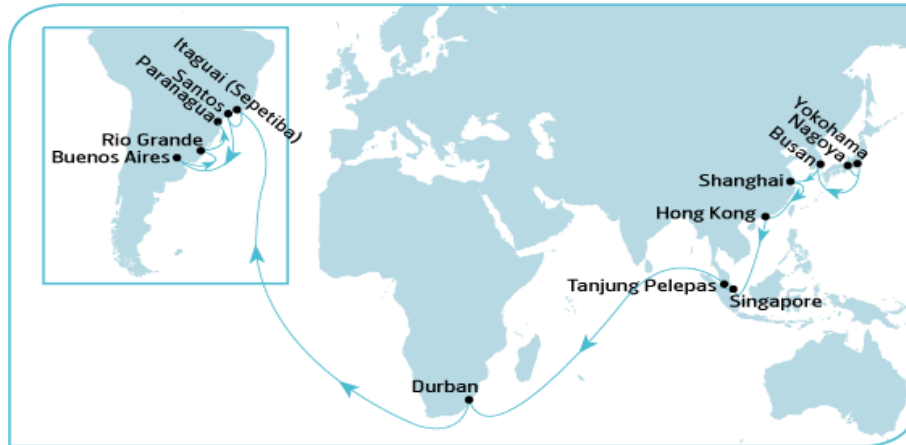 Itaguai (Sepetiba)
Santos
Paranagua
Rio Grande
Buenos Aires
Yokohama
Nagoya
Busan
Shanghai
Hong Kong
Tanjung Pelepas
Singapore
Durban